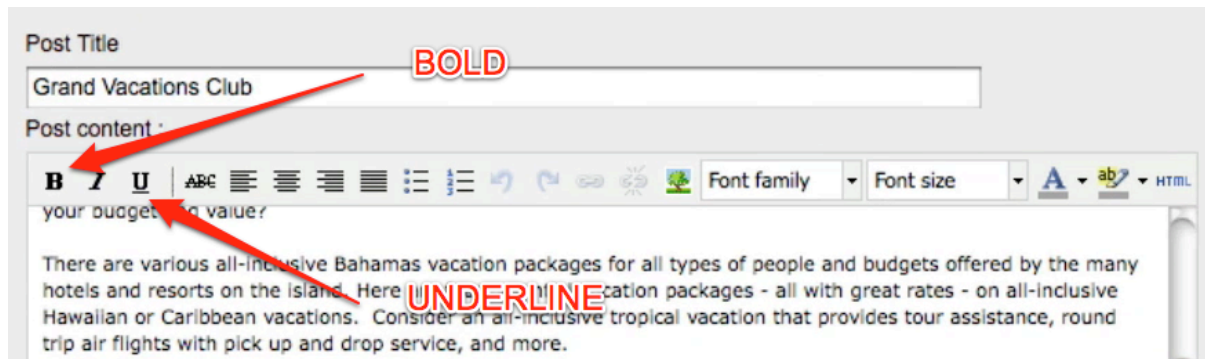 Post Title
BOLD
Grand Vacations Club
Post content :
B I U ABC Font family Font size A ab HTML
your budget and value?
There are various all-inclusive Bahamas vacation packages for all types of people and budgets offered by the many
hotels and resorts on the island. Here vacation packages - all with great rates - on all-inclusive
UNDERLINE
Hawaiian or Caribbean vacations. Consider an all-inclusive tropical vacation that provides tour assistance, round
trip air flights with pick up and drop service, and more.